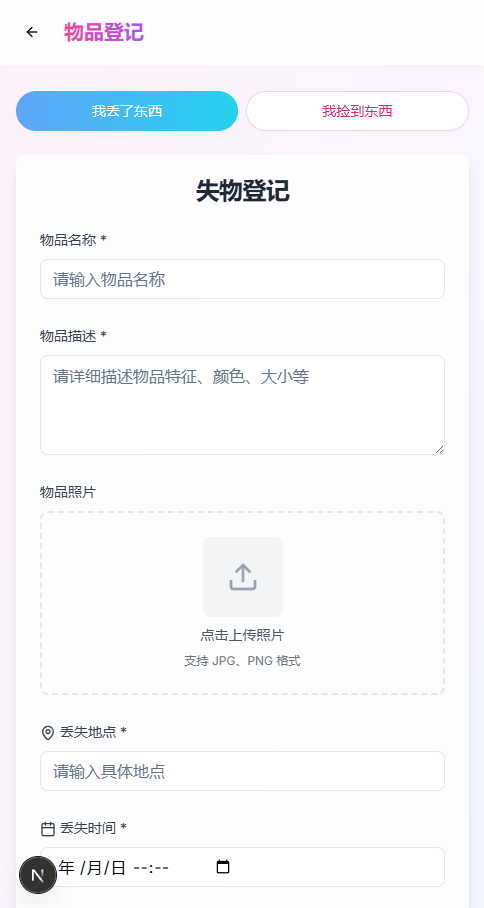 物品登记
我丢了东西
我捡到东西
失物登记
物品名称 *
请输入物品名称
物品描述 *
请详细描述物品特征、颜色、大小等
物品照片
点击上传照片
支持 JPG、PNG 格式
丢失地点 *
请输入具体地点
丢失时间 *
年 /月/日 --:--
N